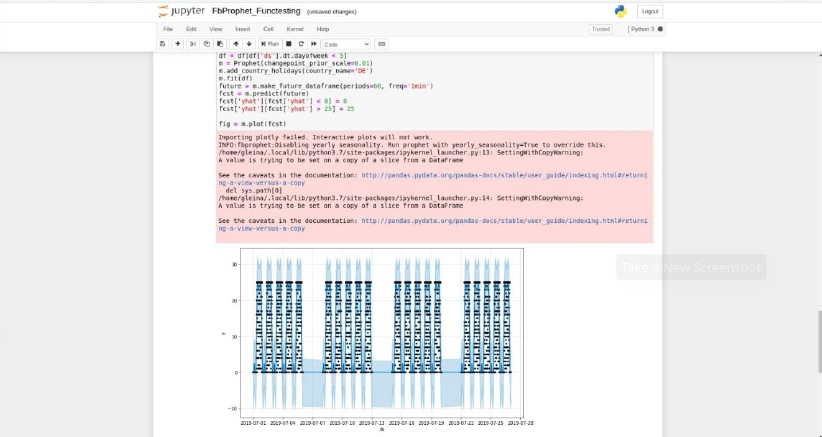 jupyter FbProphet_Functesting (unsaved changes)
Logout
File Edit View Insert Cell Kernel Help
Trusted
Python 3
Run
Code
df = df[df['ds'].dt.dayofweek < 5]
m = Prophet(changepoint_prior_scale=0.01)
m.add_country_holidays(country_name='DE')
m.fit(df)
future = m.make_future_dataframe(periods=60, freq='1min')
fcst = m.predict(future)
fcst['yhat'][fcst['yhat'] < 0] = 0
fcst['yhat'][fcst['yhat'] > 25] = 25
fig = m.plot(fcst)
Importing plotly failed. Interactive plots will not work.
INFO:fbprophet:Disabling yearly seasonality. Run prophet with yearly_seasonality=True to override this.
/home/gleina/.local/lib/python3.7/site-packages/ipykernel_launcher.py:13: SettingWithCopyWarning:
A value is trying to be set on a copy of a slice from a DataFrame
See the caveats in the documentation: http://pandas.pydata.org/pandas-docs/stable/user_guide/indexing.html#returni
ng-a-view-versus-a-copy
del sys.path[0]
/home/gleina/.local/lib/python3.7/site-packages/ipykernel_launcher.py:14: SettingWithCopyWarning:
A value is trying to be set on a copy of a slice from a DataFrame
See the caveats in the documentation: http://pandas.pydata.org/pandas-docs/stable/user_guide/indexing.html#returni
ng-a-view-versus-a-copy
Take a New Screenshot
30
20
10
y
0
-10
2019-07-01 2019-07-04 2019-07-07 2019-07-10 2019-07-13 2019-07-16 2019-07-19 2019-07-22 2019-07-25 2019-07-28
ds